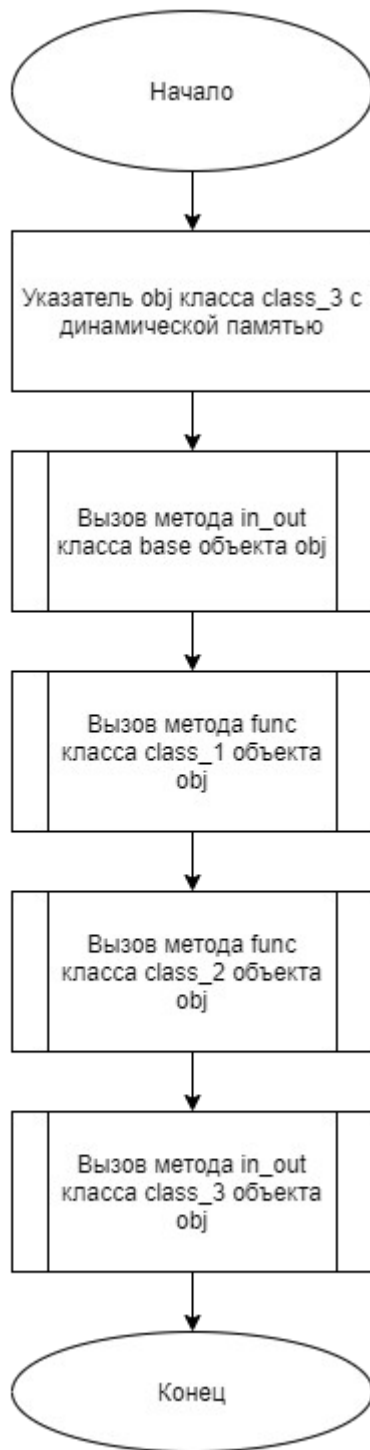 Начало
Указатель obj класса class_3 с
динамической памятью
Вызов метода in_out
класса base объекта obj
Вызов метода func
класса class_1 объекта
obj
Вызов метода func
класса class_2 объекта
obj
Вызов метода in_out
класса class_3 объекта
obj
Конец